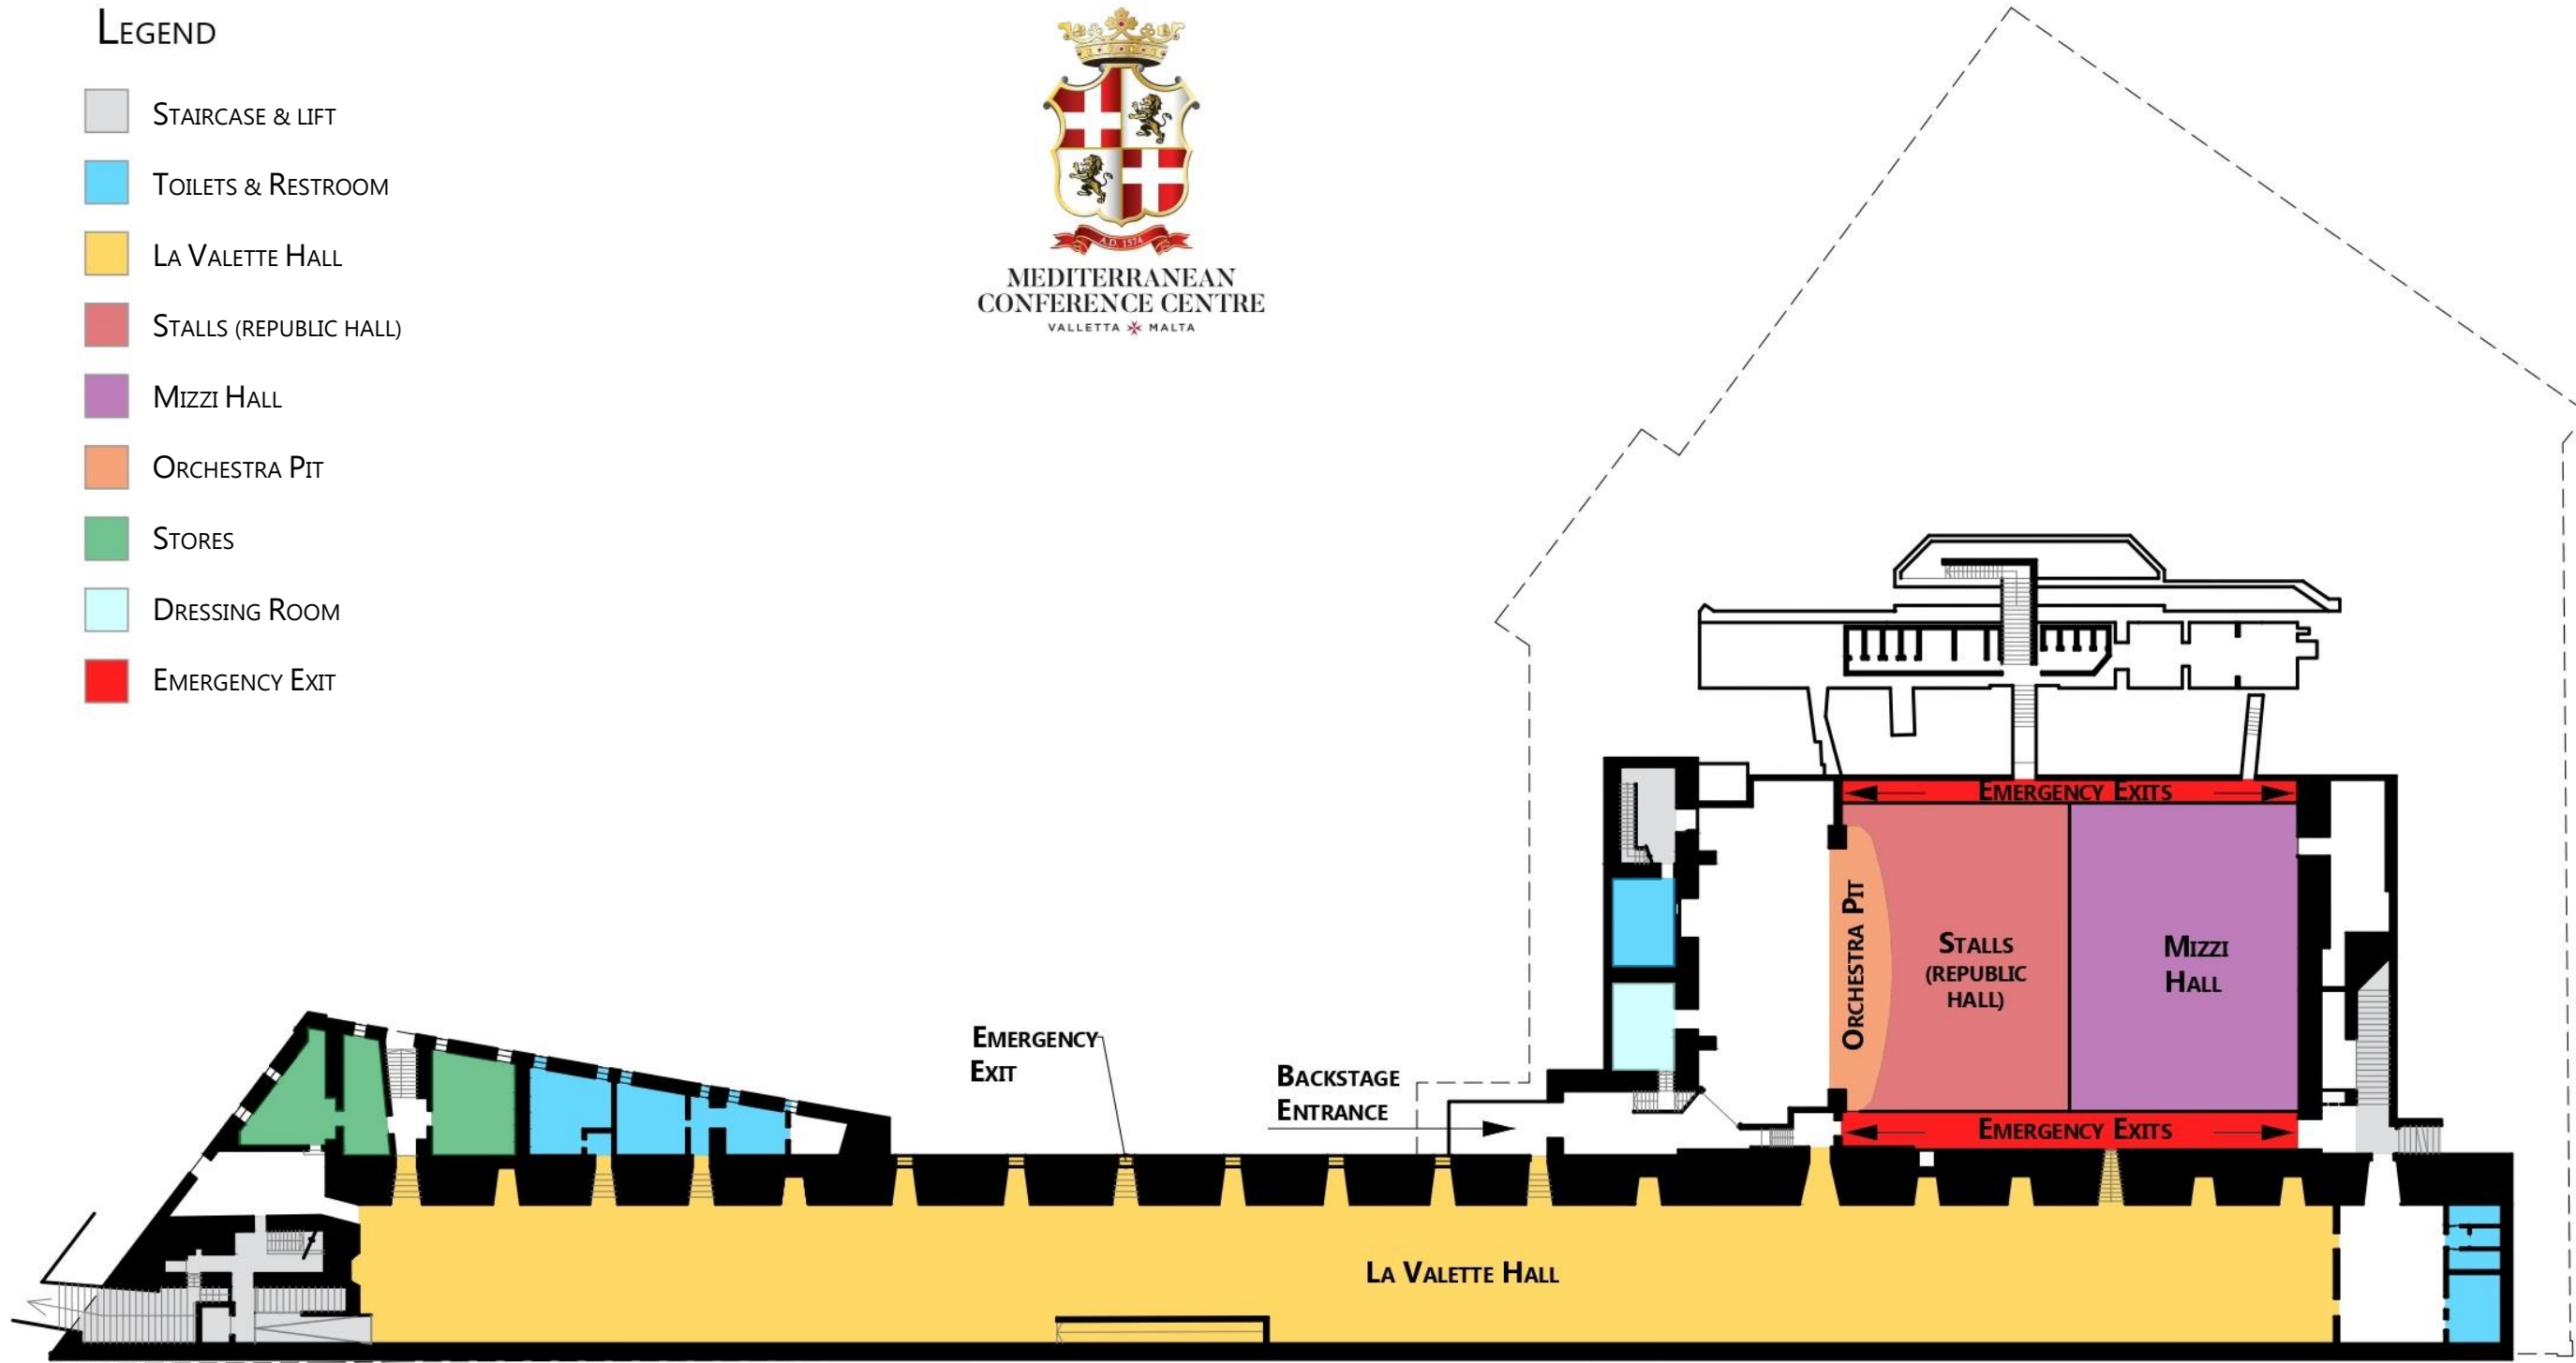 LEGEND
STAIRCASE & LIFT
TOILETS & RESTROOM
LA VALETTE HALL
STALLS (REPUBLIC HALL)
MIZZI HALL
ORCHESTRA PIT
STORES
DRESSING ROOM
EMERGENCY EXIT
A.D. 1574
MEDITERRANEAN
CONFERENCE CENTRE
VALLETTA MALTA
EMERGENCY EXITS
ORCHESTRA PIT
STALLS
(REPUBLIC
HALL)
MIZZI
HALL
EMERGENCY
EXIT
BACKSTAGE
ENTRANCE
EMERGENCY EXITS
LA VALETTE HALL